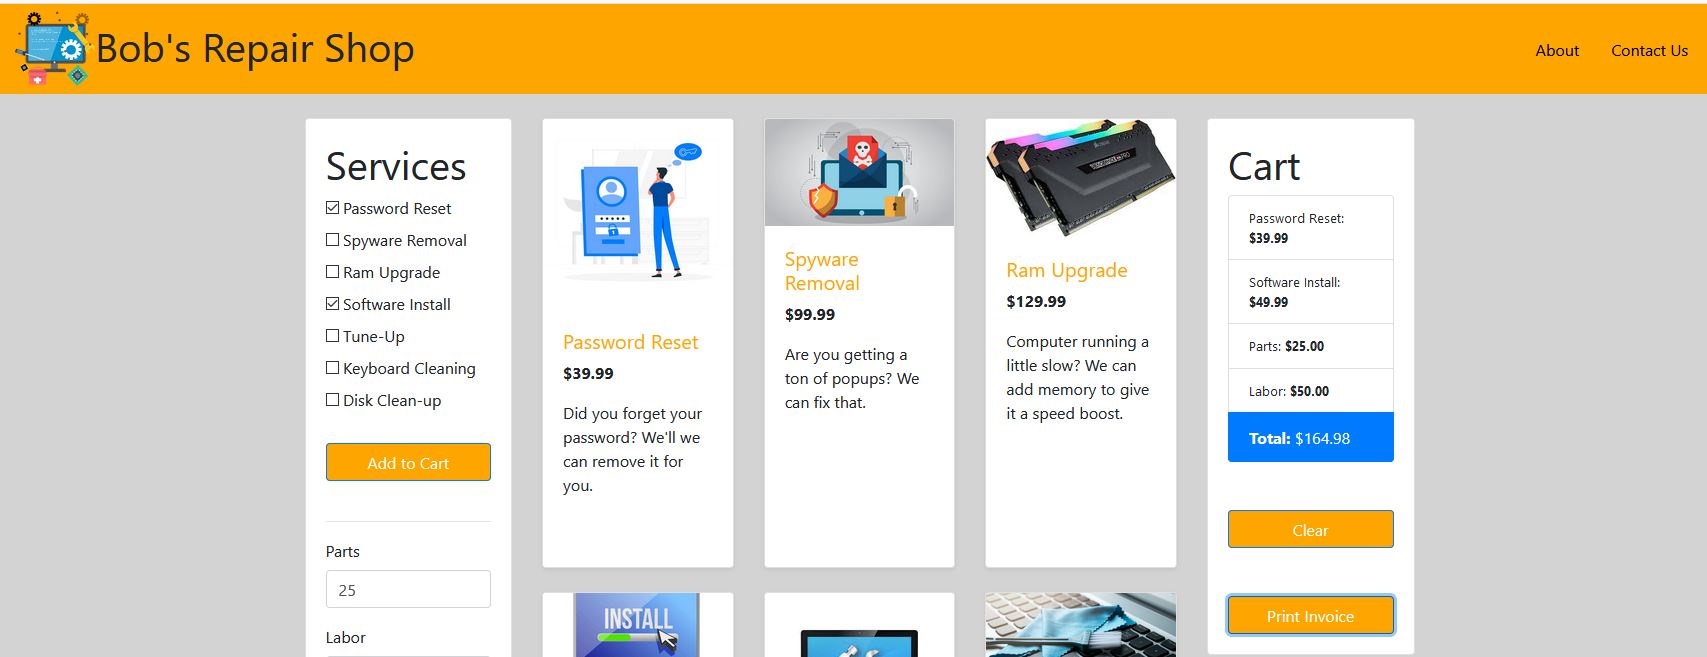 Bob's Repair Shop
About
Contact Us
Services
Password Reset
Spyware Removal
Ram Upgrade
Software Install
Tune-Up
Keyboard Cleaning
Disk Clean-up
Add to Cart
Parts
25
Labor
Password Reset
$39.99
Did you forget your
password? We'll we
can remove it for
you.
Spyware
Removal
$99.99
Are you getting a
ton of popups? We
can fix that.
Ram Upgrade
$129.99
Computer running a
little slow? We can
add memory to give
it a speed boost.
INSTALL
Cart
Password Reset:
$39.99
Software Install:
$49.99
Parts: $25.00
Labor: $50.00
Total: $164.98
Clear
Print Invoice